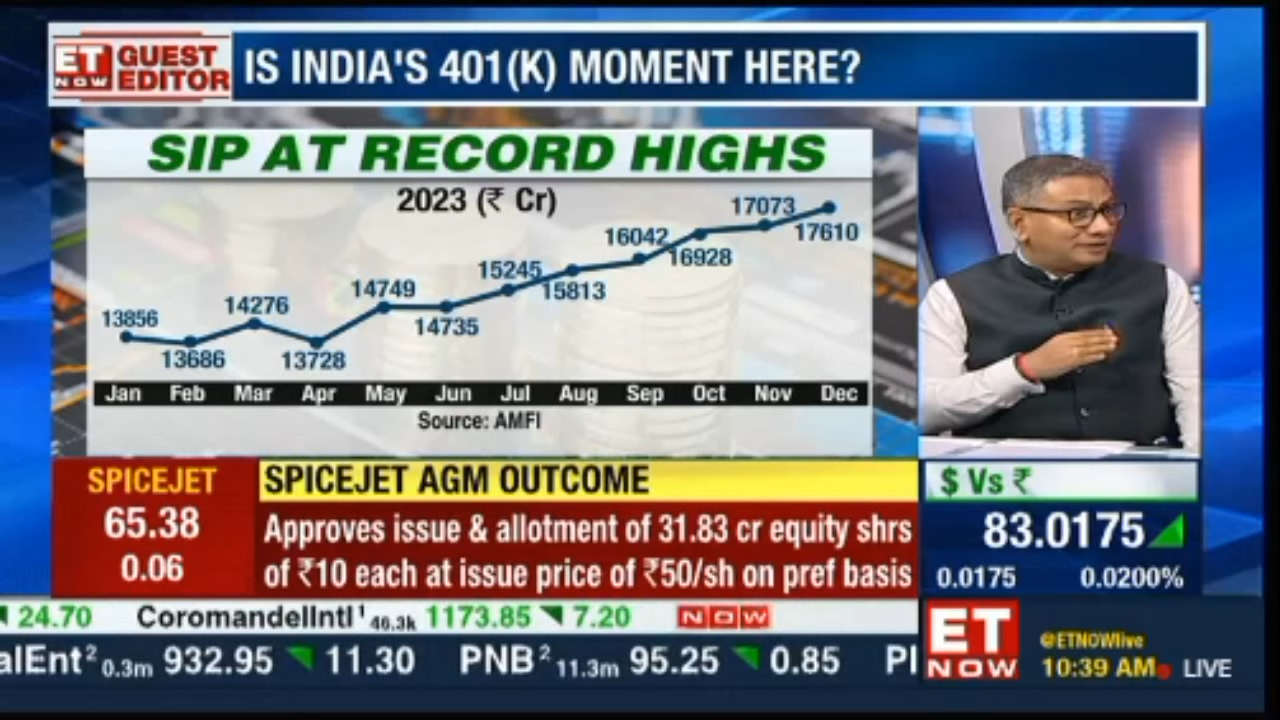 ET NOW GUEST EDITOR
IS INDIA'S 401(K) MOMENT HERE?
SIP AT RECORD HIGHS
2023 (₹ Cr)
13856 13686 14276 13728 14749 14735 15245 15813 16042 16928 17073 17610
Jan Feb Mar Apr May Jun Jul Aug Sep Oct Nov Dec
Source: AMFI
SPICEJET
65.38
0.06
SPICEJET AGM OUTCOME
Approves issue & allotment of 31.83 cr equity shrs
of ₹10 each at issue price of ₹50/sh on pref basis
$ Vs ₹
83.0175
0.0175 0.0200%
24.70 CoromandelIntl 1 46.3k 1173.85 7.20 NOW
alEnt 2 0.3m 932.95 11.30 PNB 2 11.3m 95.25 0.85 PI
ET NOW
@ETNOWlive
10:39 AM LIVE